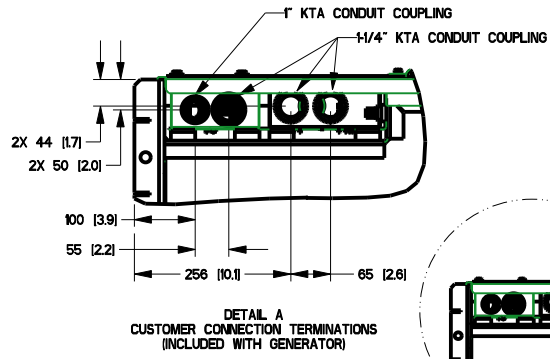 1" KTA CONDUIT COUPLING
1-1/4" KTA CONDUIT COUPLING
2X 44 [1.7]
2X 50 [2.0]
100 [3.9]
55 [2.2]
256 [10.1]
65 [2.6]
DETAIL A
CUSTOMER CONNECTION TERMINATIONS
(INCLUDED WITH GENERATOR)